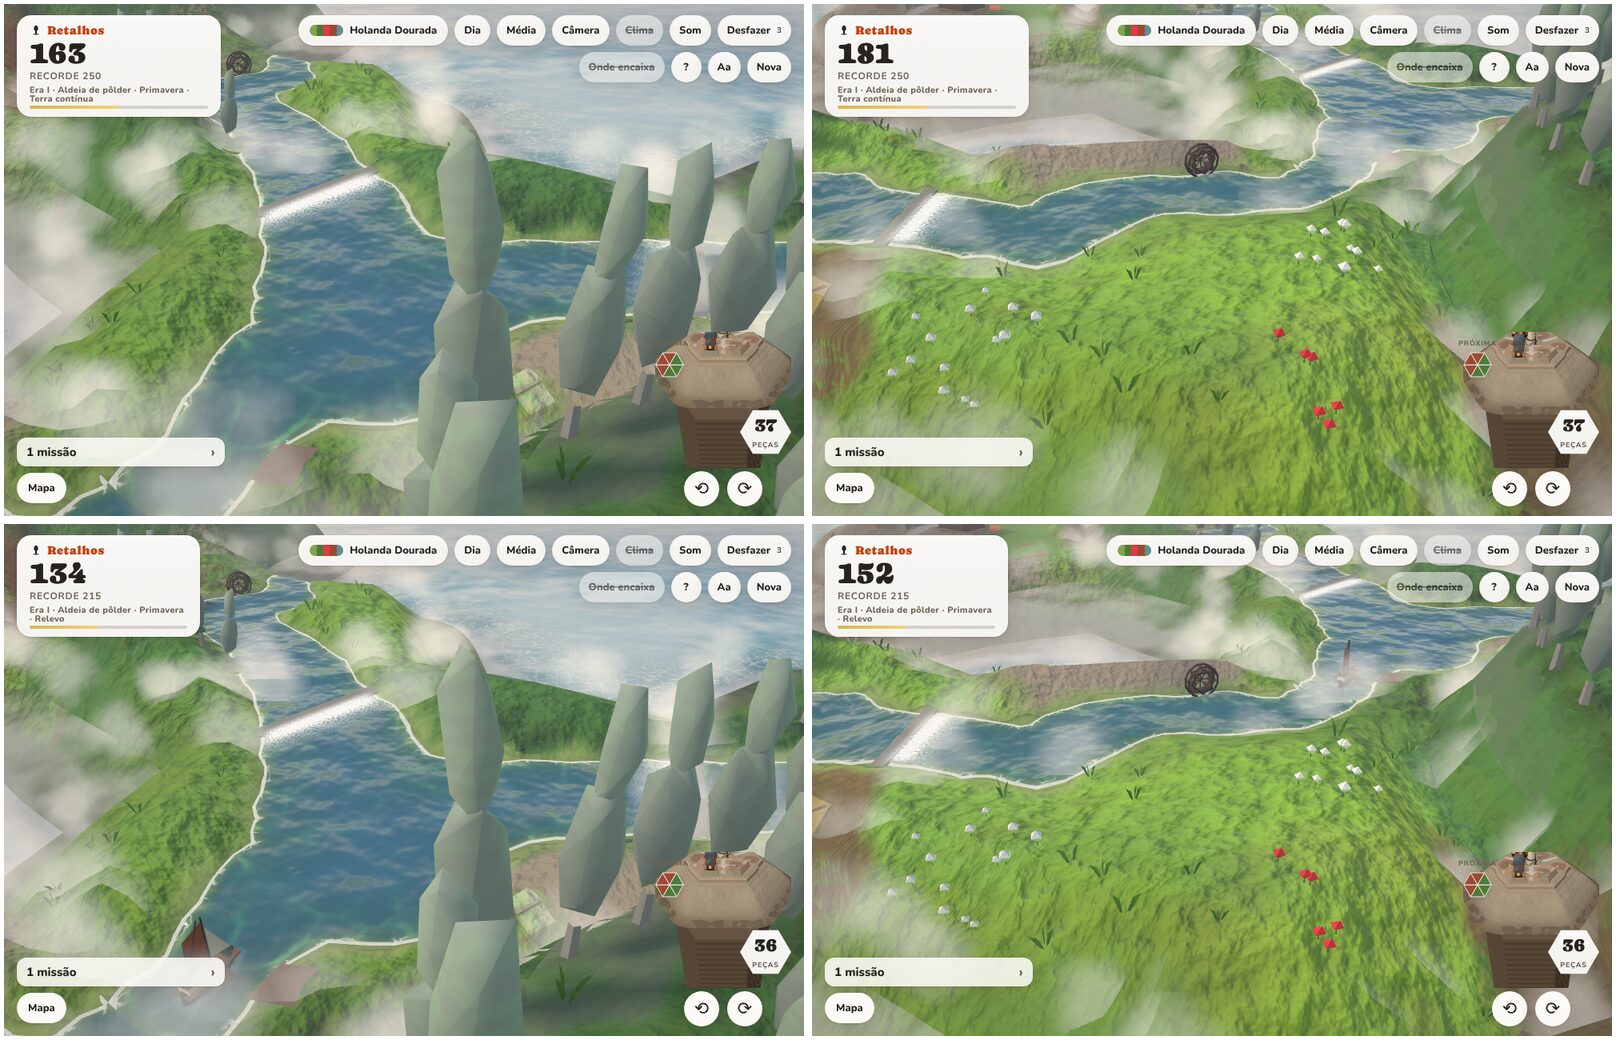 Retalhos
163
RECORDE 250
Era I · Aldeia de pôlder · Primavera ·
Terra contínua
Holanda Dourada
Dia
Média
Câmera
Clima
Som
Desfazer 3
Onde encaixa
?
Aa
Nova
PRÓXIMA
37
PEÇAS
1 missão ›
Mapa
Retalhos
181
RECORDE 250
Era I · Aldeia de pôlder · Primavera ·
Terra contínua
Holanda Dourada
Dia
Média
Câmera
Clima
Som
Desfazer 3
Onde encaixa
?
Aa
Nova
PRÓXIMA
37
PEÇAS
1 missão ›
Mapa
Retalhos
134
RECORDE 215
Era I · Aldeia de pôlder · Primavera
· Relevo
Holanda Dourada
Dia
Média
Câmera
Clima
Som
Desfazer 3
Onde encaixa
?
Aa
Nova
PRÓXIMA
36
PEÇAS
1 missão ›
Mapa
Retalhos
152
RECORDE 215
Era I · Aldeia de pôlder · Primavera
· Relevo
Holanda Dourada
Dia
Média
Câmera
Clima
Som
Desfazer 3
Onde encaixa
?
Aa
Nova
PRÓXIMA
36
PEÇAS
1 missão ›
Mapa